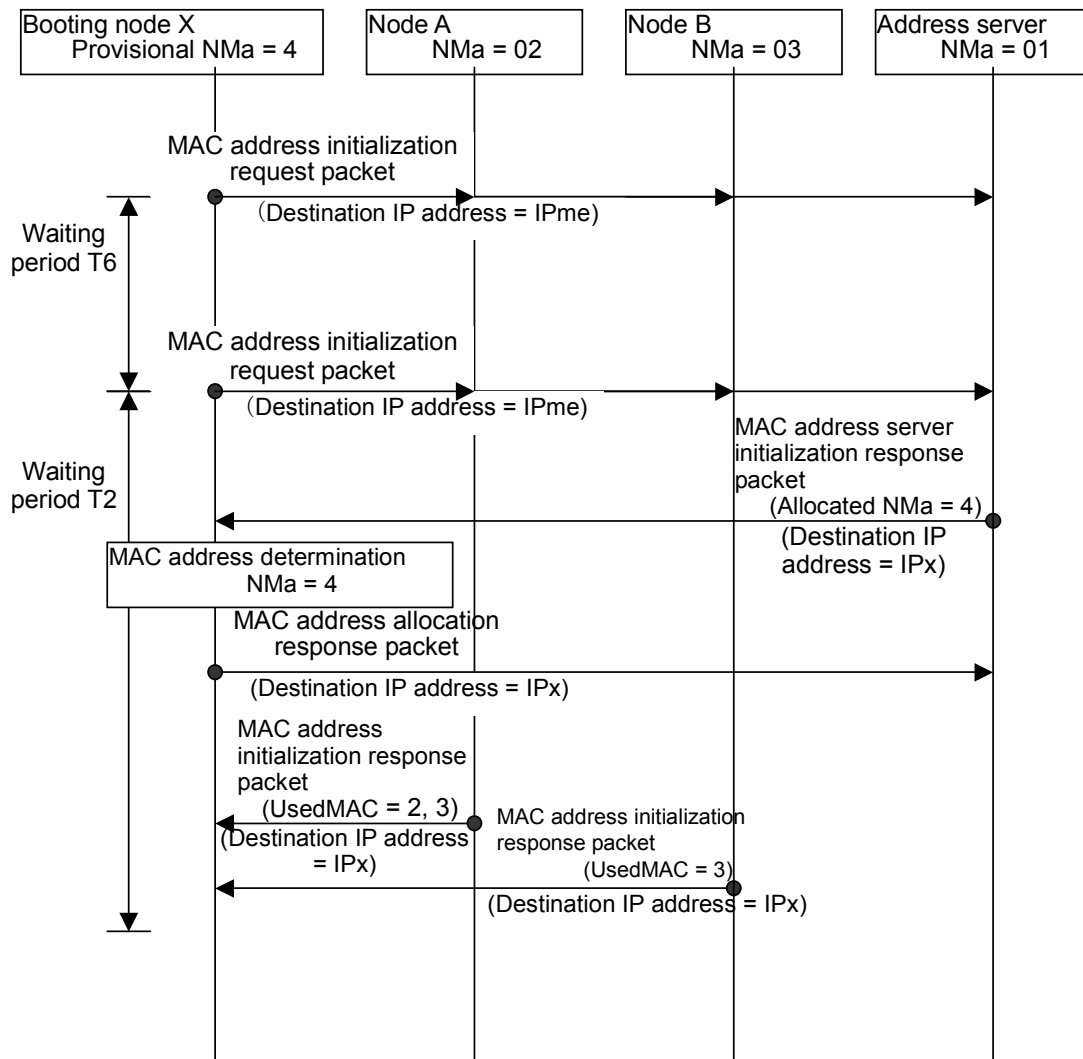 Booting node X
Provisional NMa = 4
Node A
NMa = 02
Node B
NMa = 03
Address server
NMa = 01
MAC address initialization
request packet
(Destination IP address = IPme)
Waiting
period T6
MAC address initialization
request packet
(Destination IP address = IPme)
MAC address server
initialization response
packet
(Allocated NMa = 4)
(Destination IP
address = IPx)
Waiting
period T2
MAC address determination
NMa = 4
MAC address allocation
response packet
(Destination IP address = IPx)
MAC address
initialization response
packet
(UsedMAC = 2, 3)
(Destination IP address
= IPx)
MAC address initialization
response packet
(UsedMAC = 3)
(Destination IP address = IPx)